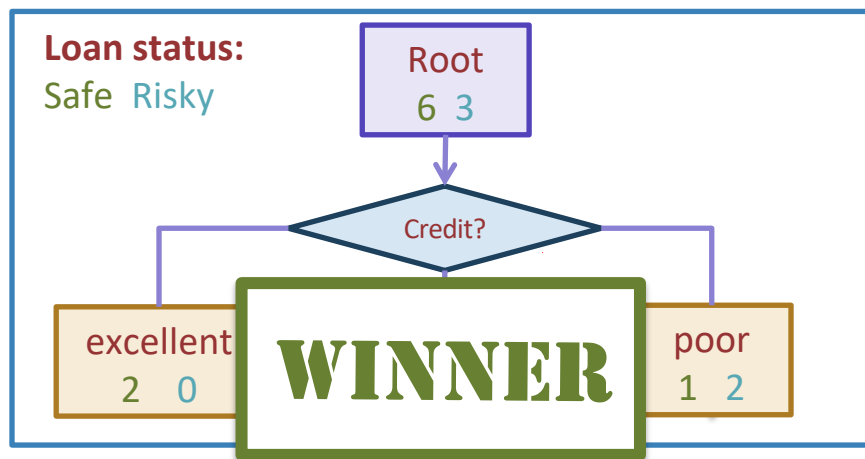 Loan status:
Safe Risky
Root
6 3
Credit?
excellent
2 0
WINNER
poor
1 2